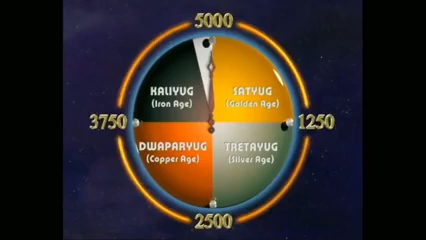 5000
KALIYUG
(Iron Age)
SATYUG
(Golden Age)
3750
1250
DWAPARYUG
(Copper Age)
TRETAYUG
(Silver Age)
2500